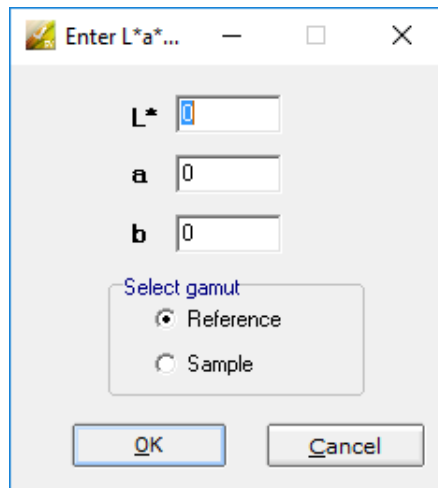 Enter L*a*...
L* 0
a 0
b 0
Select gamut
Reference
Sample
OK Cancel